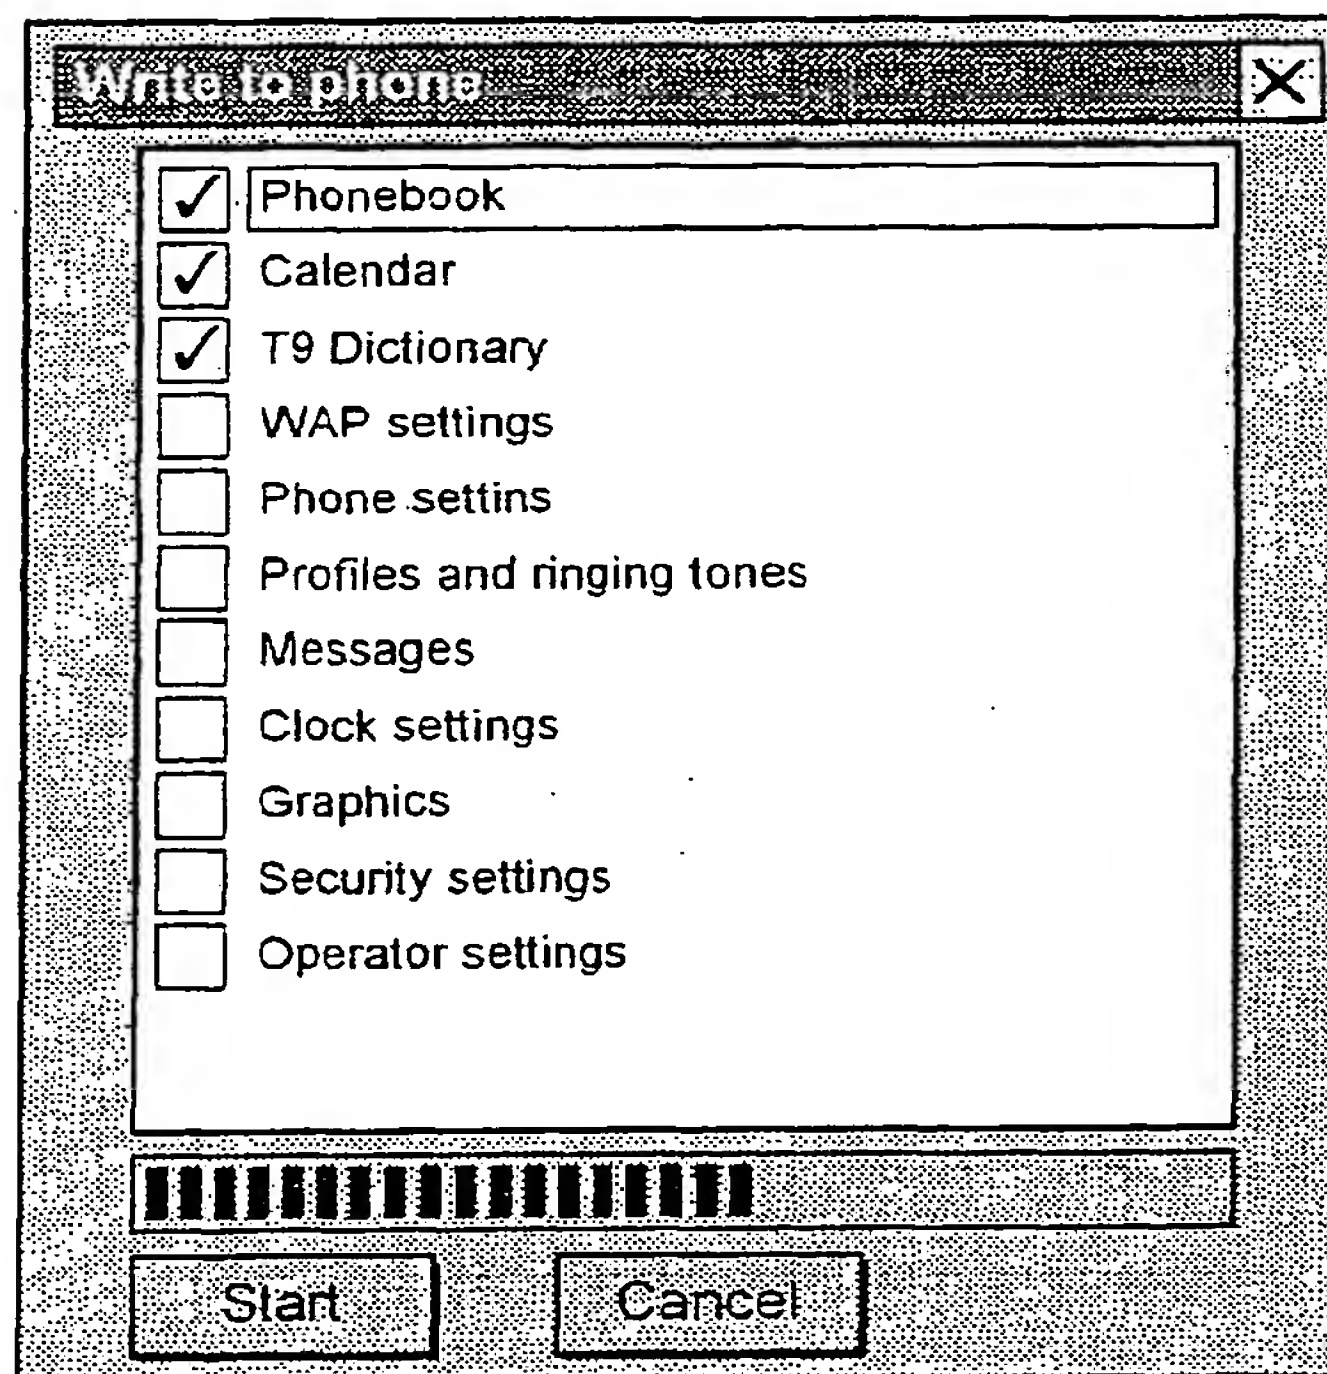 Write to phone
Phonebook
Calendar
T9 Dictionary
WAP settings
Phone settins
Profiles and ringing tones
Messages
Clock settings
Graphics
Security settings
Operator settings
Start
Cancel